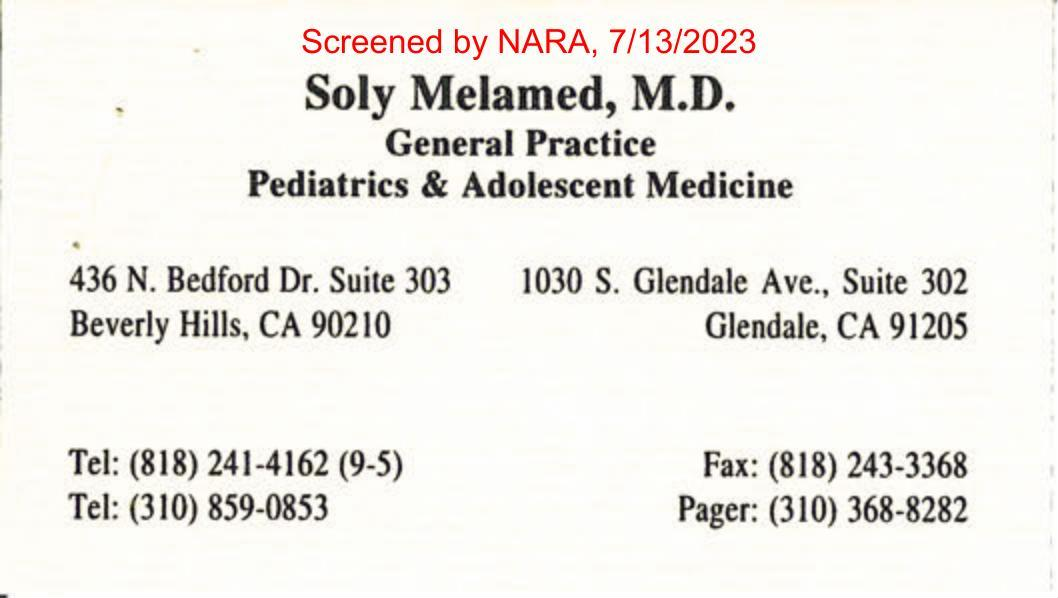 Screened by NARA, 7/13/2023
Soly Melamed, M.D.
General Practice
Pediatrics & Adolescent Medicine
436 N. Bedford Dr. Suite 303
Beverly Hills, CA 90210
1030 S. Glendale Ave., Suite 302
Glendale, CA 91205
Tel: (818) 241-4162 (9-5)
Tel: (310) 859-0853
Fax: (818) 243-3368
Pager: (310) 368-8282